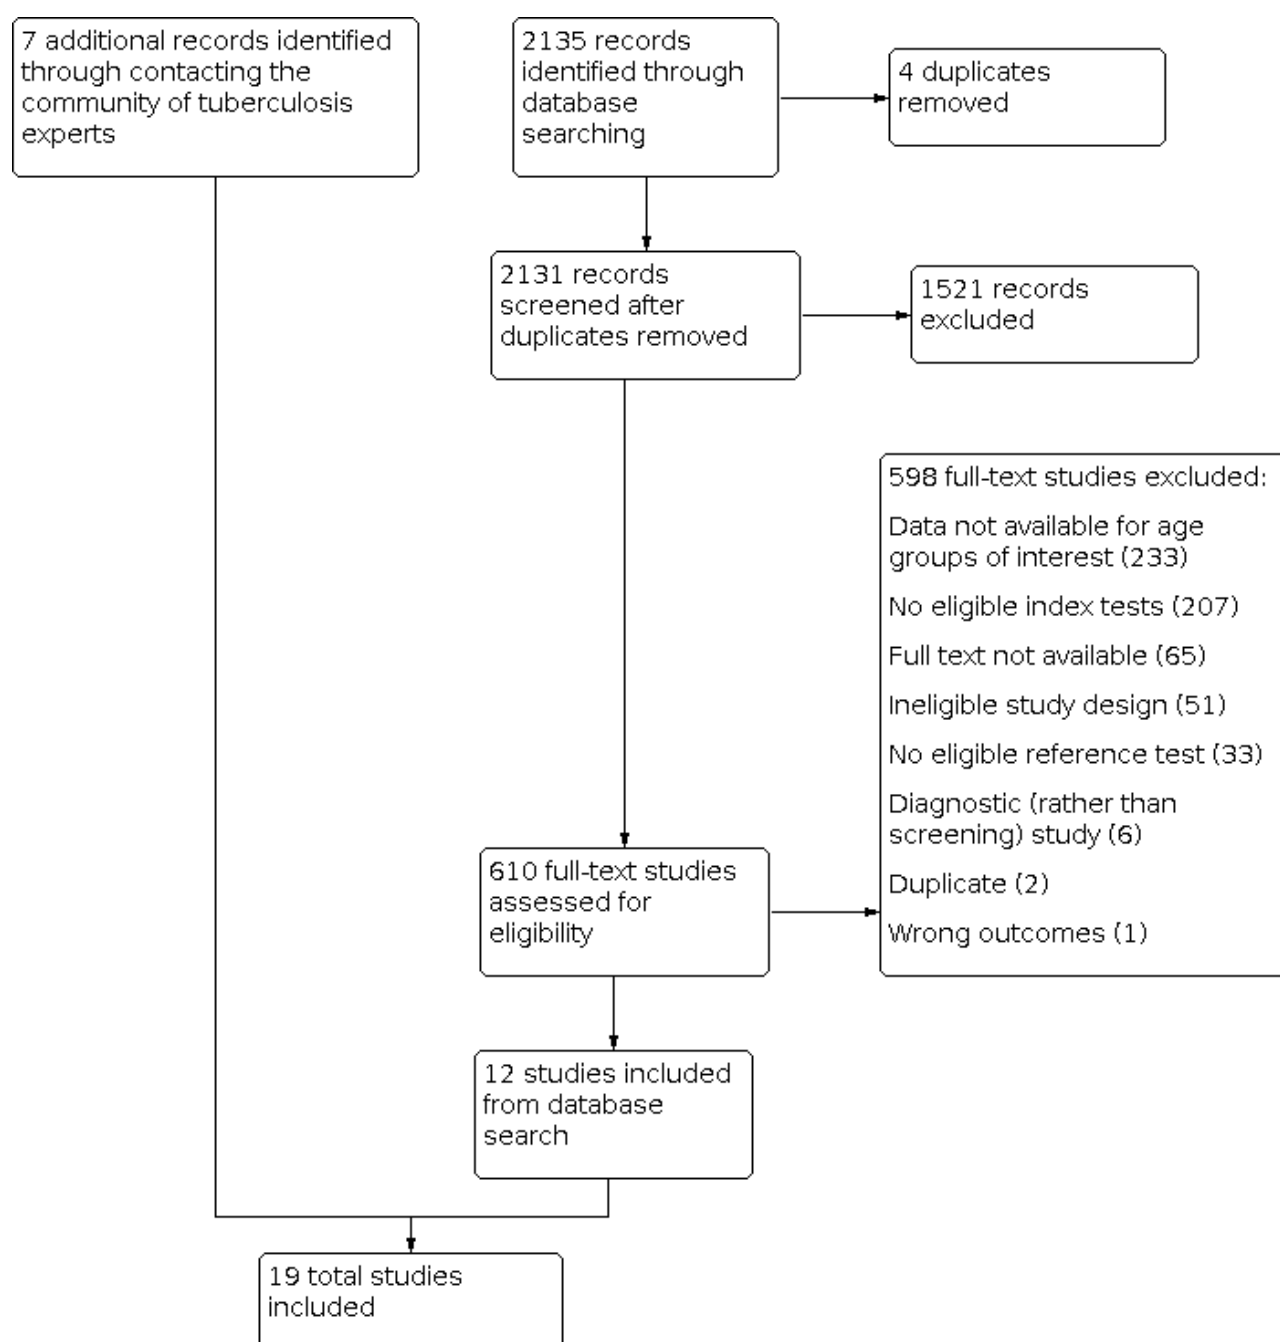 7 additional records identified
through contacting the
community of tuberculosis
experts
2135 records
identified through
database
searching
4 duplicates
removed
2131 records
screened after
duplicates removed
1521 records
excluded
598 full-text studies excluded:
Data not available for age
groups of interest (233)
No eligible index tests (207)
Full text not available (65)
Ineligible study design (51)
No eligible reference test (33)
Diagnostic (rather than
screening) study (6)
Duplicate (2)
Wrong outcomes (1)
610 full-text studies
assessed for
eligibility
12 studies included
from database
search
19 total studies
included